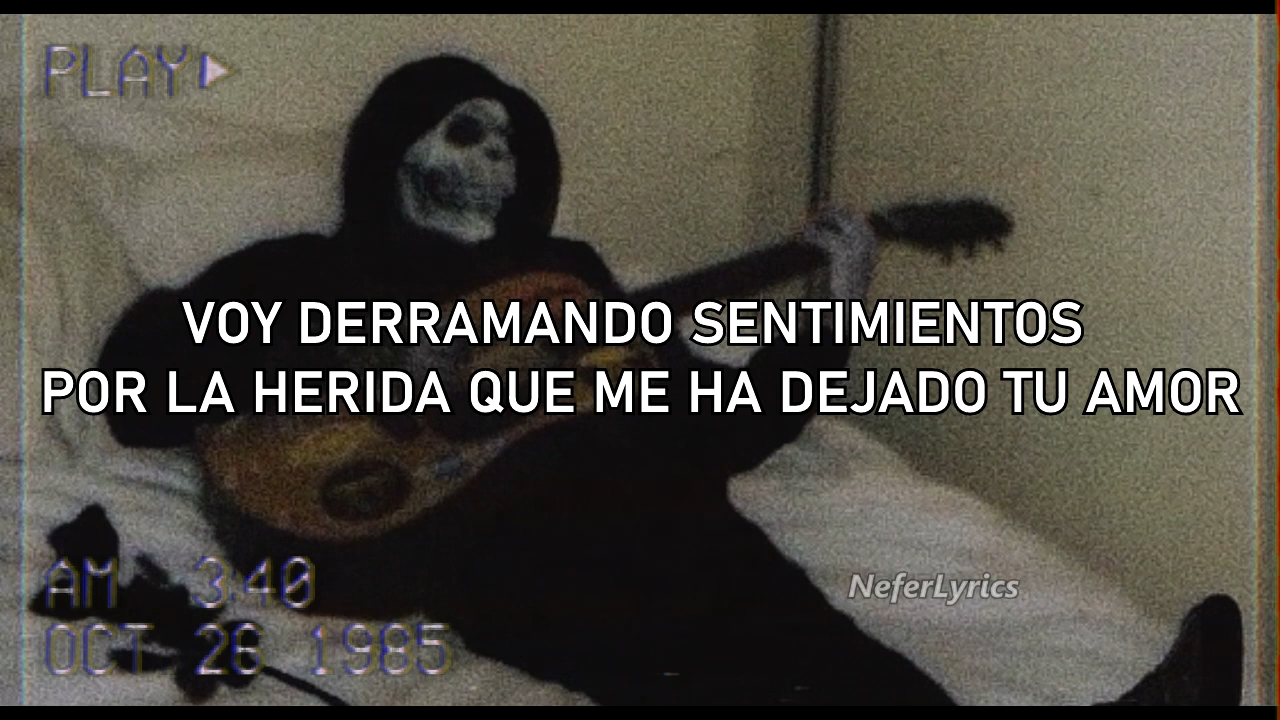 PLAY
VOY DERRAMANDO SENTIMIENTOS
POR LA HERIDA QUE ME HA DEJADO TU AMOR
AM 3:40
NeferLyrics
OCT 26 1985